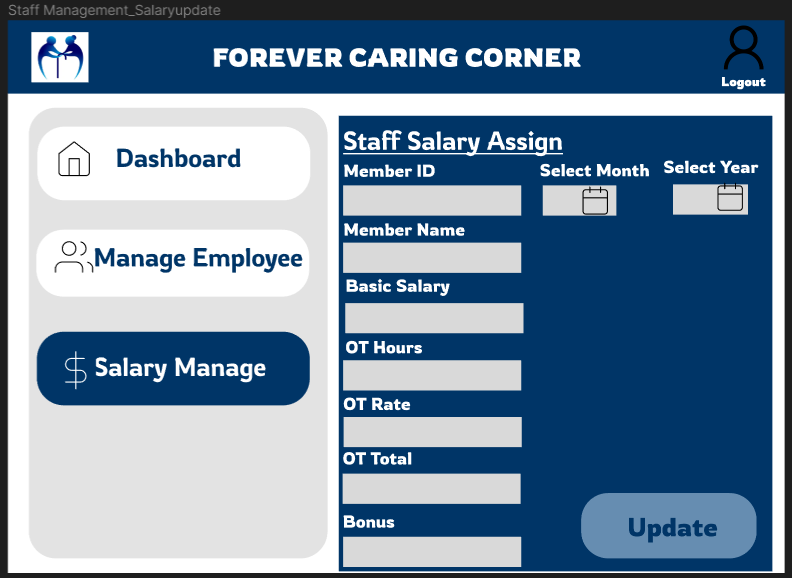 Staff Management_Salaryupdate
FOREVER CARING CORNER
Logout
Dashboard
Manage Employee
Salary Manage
Staff Salary Assign
Member ID
Select Month
Select Year
Member Name
Basic Salary
OT Hours
OT Rate
OT Total
Bonus
Update